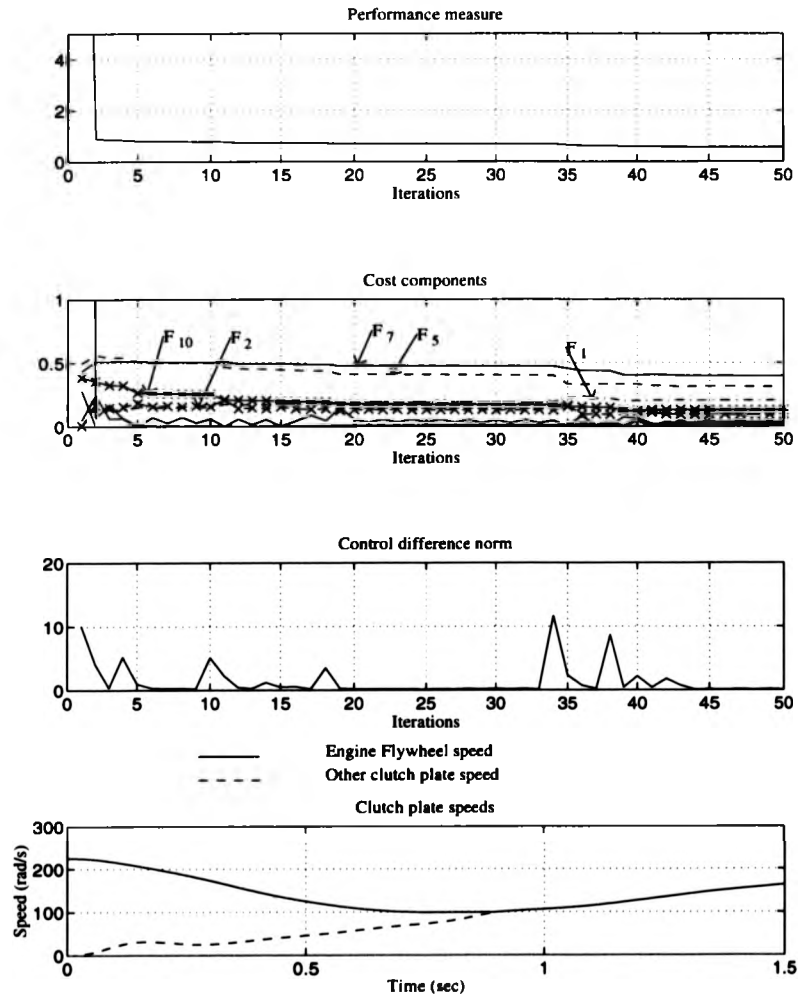 Performance measure
4
2
0
0 5 10 15 20 25 30 35 40 45 50
Iterations
Cost components
1
0.5
0
F10 F2 F7 F5 F1
0 5 10 15 20 25 30 35 40 45 50
Iterations
Control difference norm
20
10
0
0 5 10 15 20 25 30 35 40 45 50
Iterations
Engine Flywheel speed
Other clutch plate speed
Clutch plate speeds
300
200
100
0
Speed (rad/s)
0 0.5 1 1.5
Time (sec)